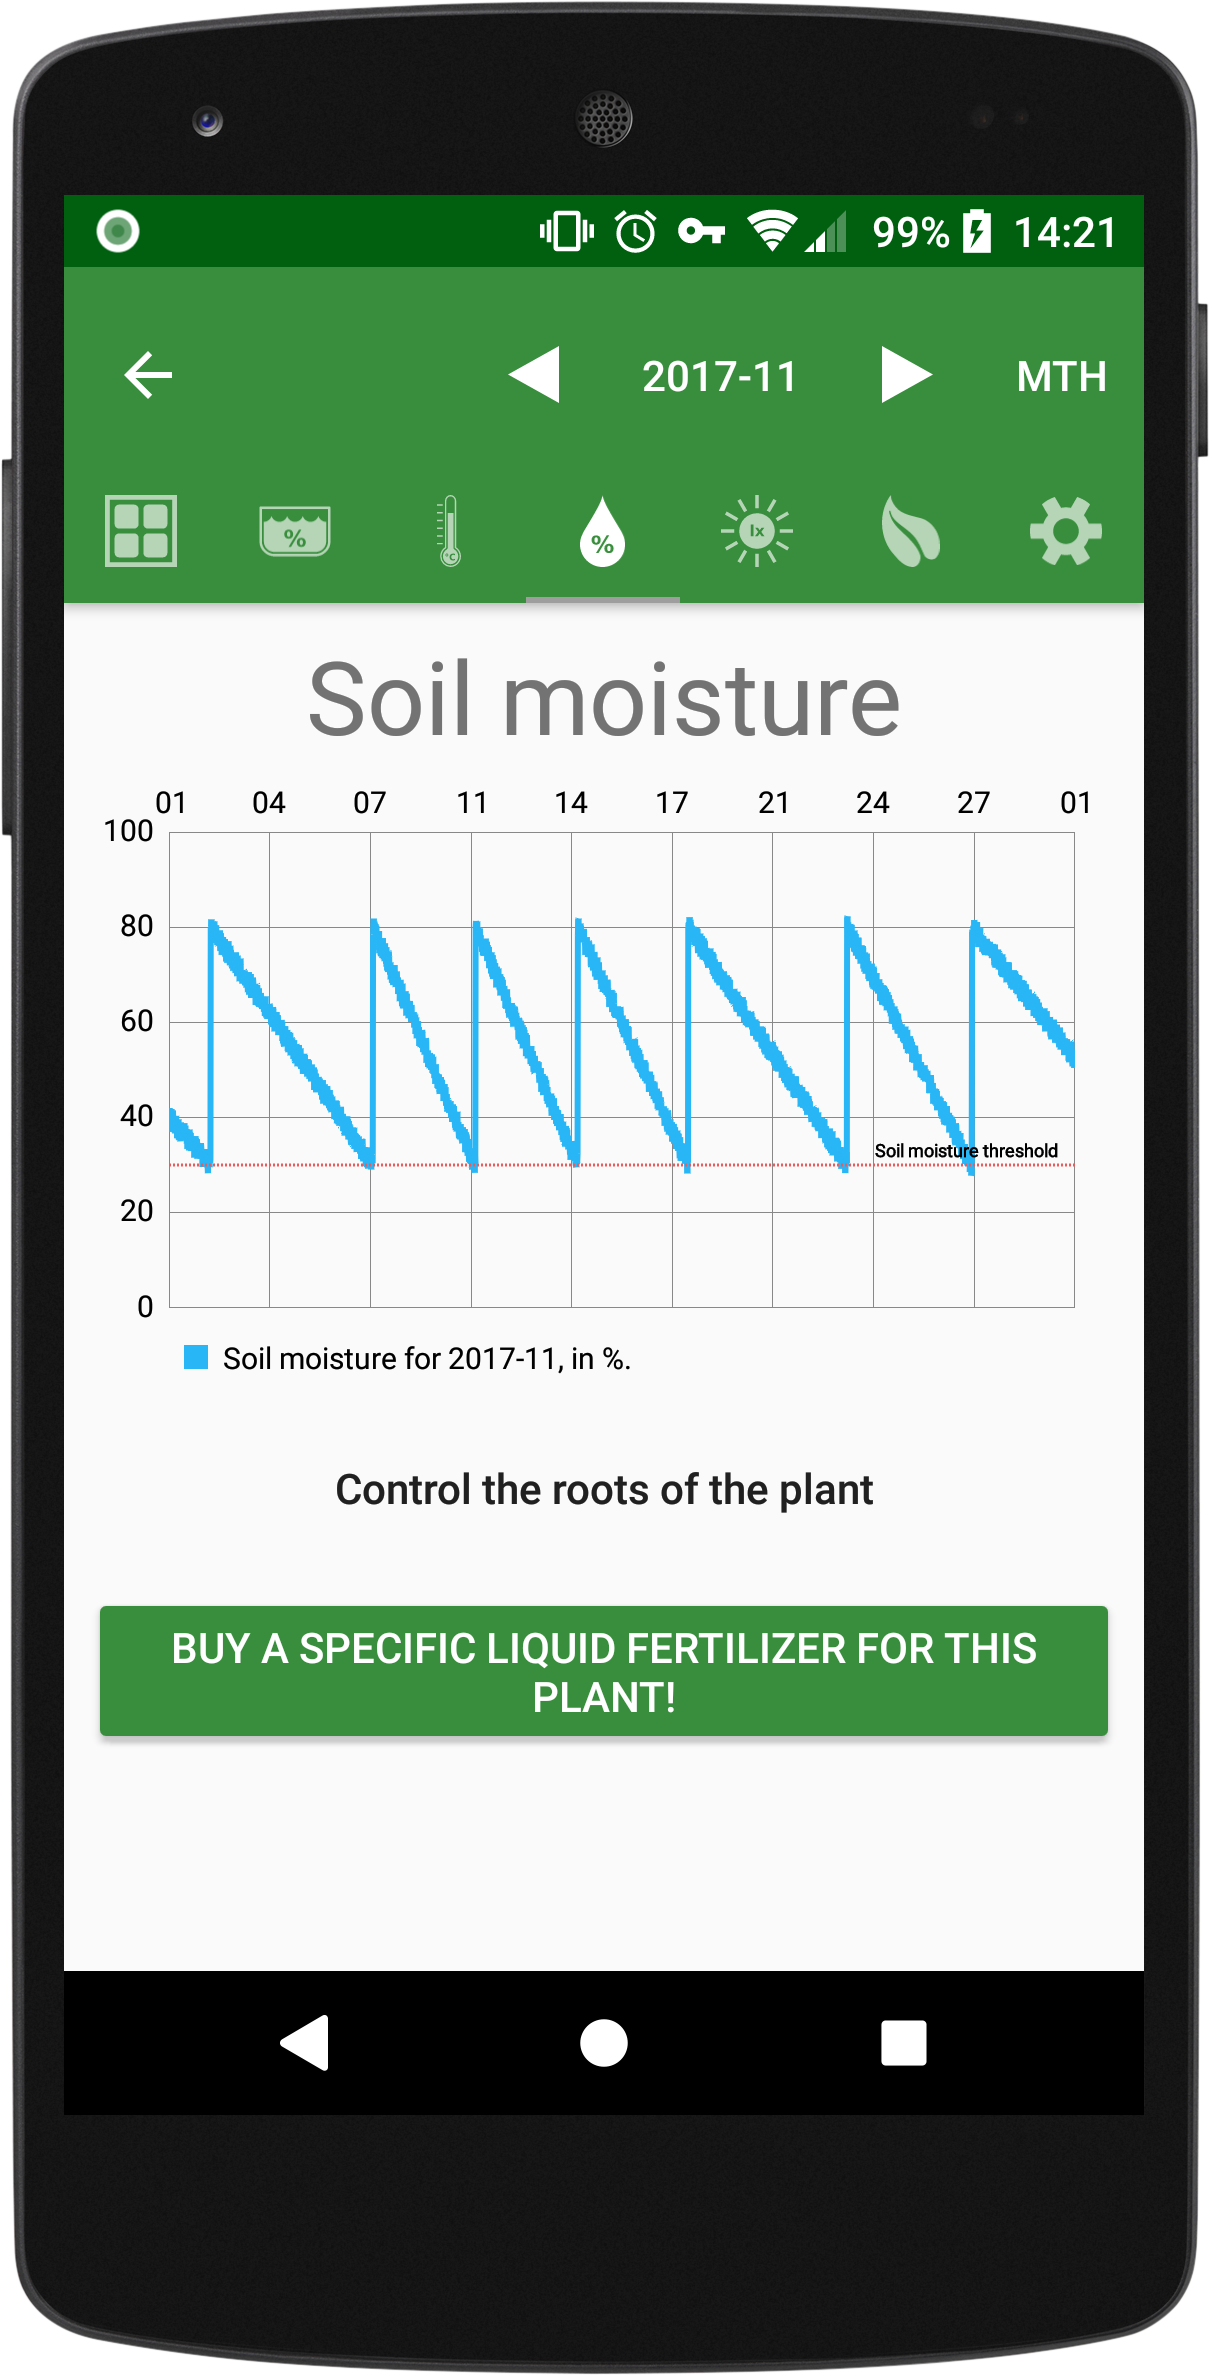 99% 14:21
2017-11 MTH
% °C % lx
Soil moisture
01 04 07 11 14 17 21 24 27 01
100
80
60
40
Soil moisture threshold
20
0
Soil moisture for 2017-11, in %.
Control the roots of the plant
BUY A SPECIFIC LIQUID FERTILIZER FOR THIS
PLANT!